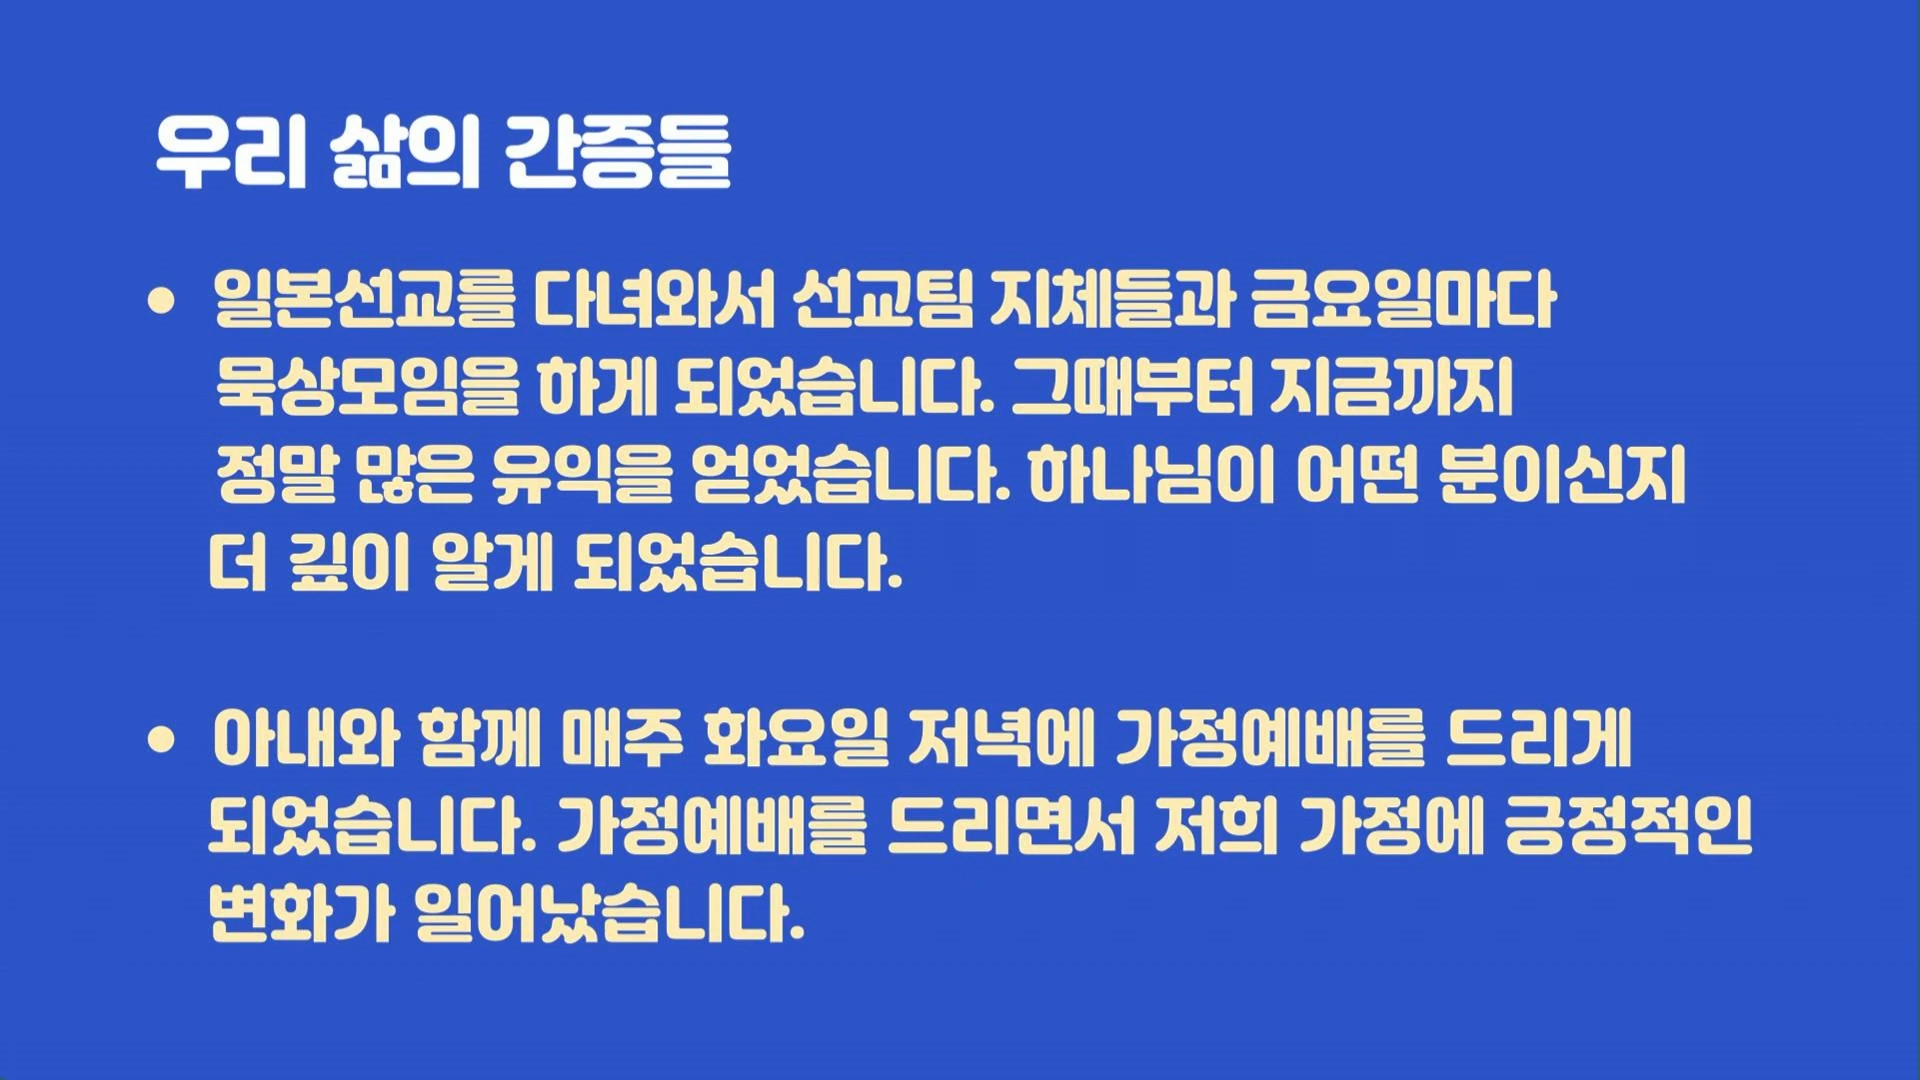 우리 삶의 간증들
• 일본선교를 다녀와서 선교팀 지체들과 금요일마다
묵상모임을 하게 되었습니다. 그때부터 지금까지
정말 많은 유익을 얻었습니다. 하나님이 어떤 분이신지
더 깊이 알게 되었습니다.
• 아내와 함께 매주 화요일 저녁에 가정예배를 드리게
되었습니다. 가정예배를 드리면서 저희 가정에 긍정적인
변화가 일어났습니다.